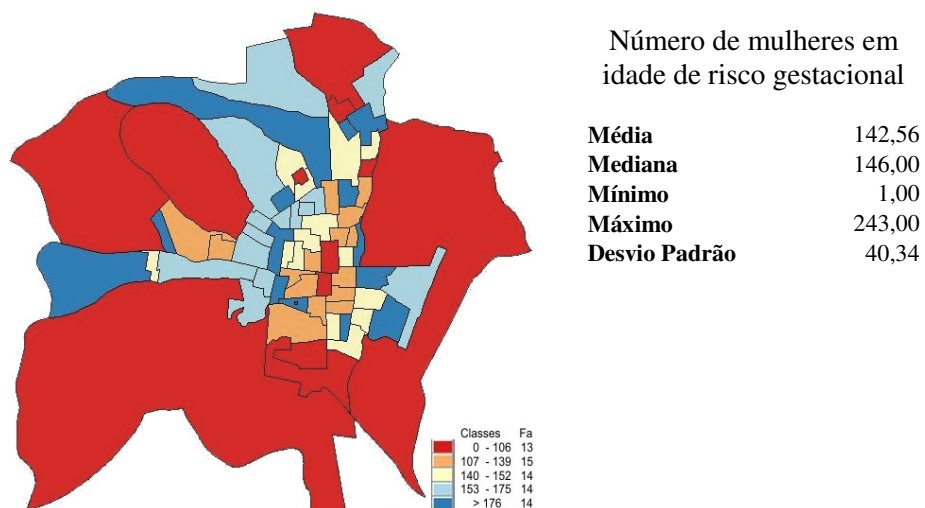 Número de mulheres em
idade de risco gestacional
Média 142,56
Mediana 146,00
Mínimo 1,00
Máximo 243,00
Desvio Padrão 40,34
Classes Fa
0 - 106 13
107 - 139 15
140 - 152 14
153 - 175 14
> 176 14